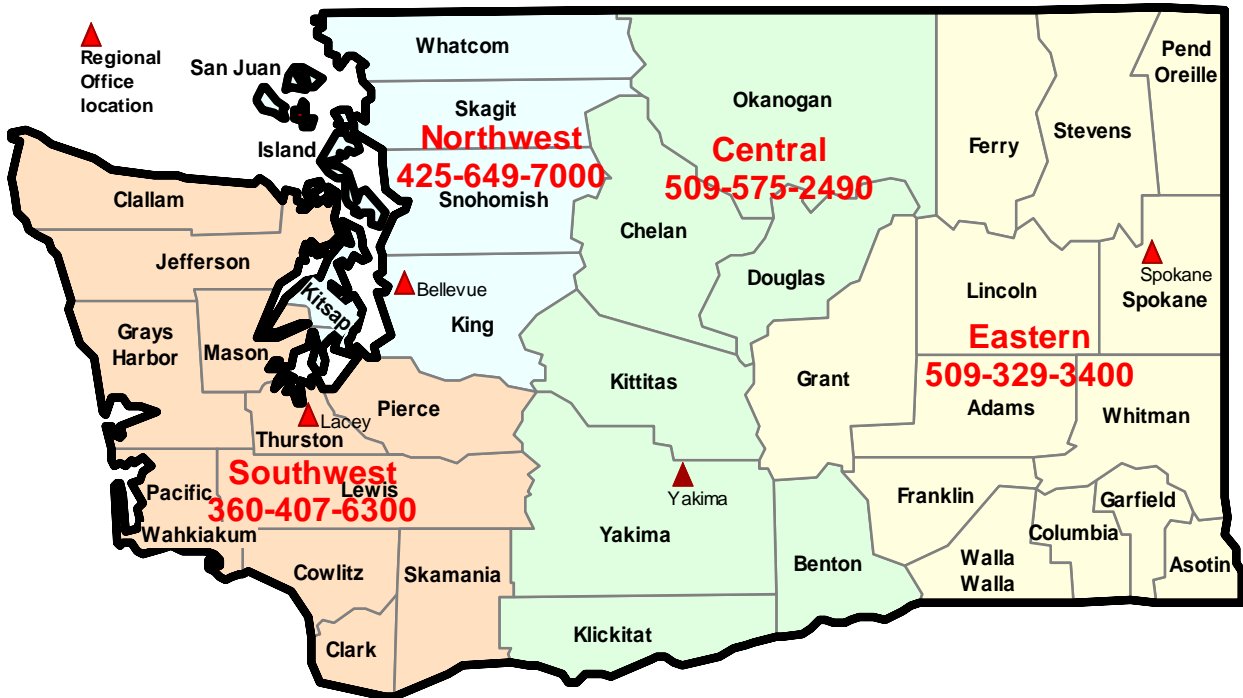 Regional
Office
location
San Juan
Whatcom
Skagit
Island
Northwest
425-649-7000
Snohomish
Okanogan
Central
509-575-2490
Pend
Oreille
Stevens
Ferry
Clallam
Jefferson
Kitsap
Bellevue
King
Chelan
Douglas
Lincoln
Spokane
Spokane
Grays
Harbor
Mason
Kittitas
Grant
Eastern
509-329-3400
Adams
Whitman
Pierce
Lacey
Thurston
Southwest
Lewis
360-407-6300
Pacific
Wahkiakum
Yakima
Yakima
Franklin
Garfield
Columbia
Walla
Walla
Asotin
Benton
Cowlitz
Skamania
Klickitat
Clark